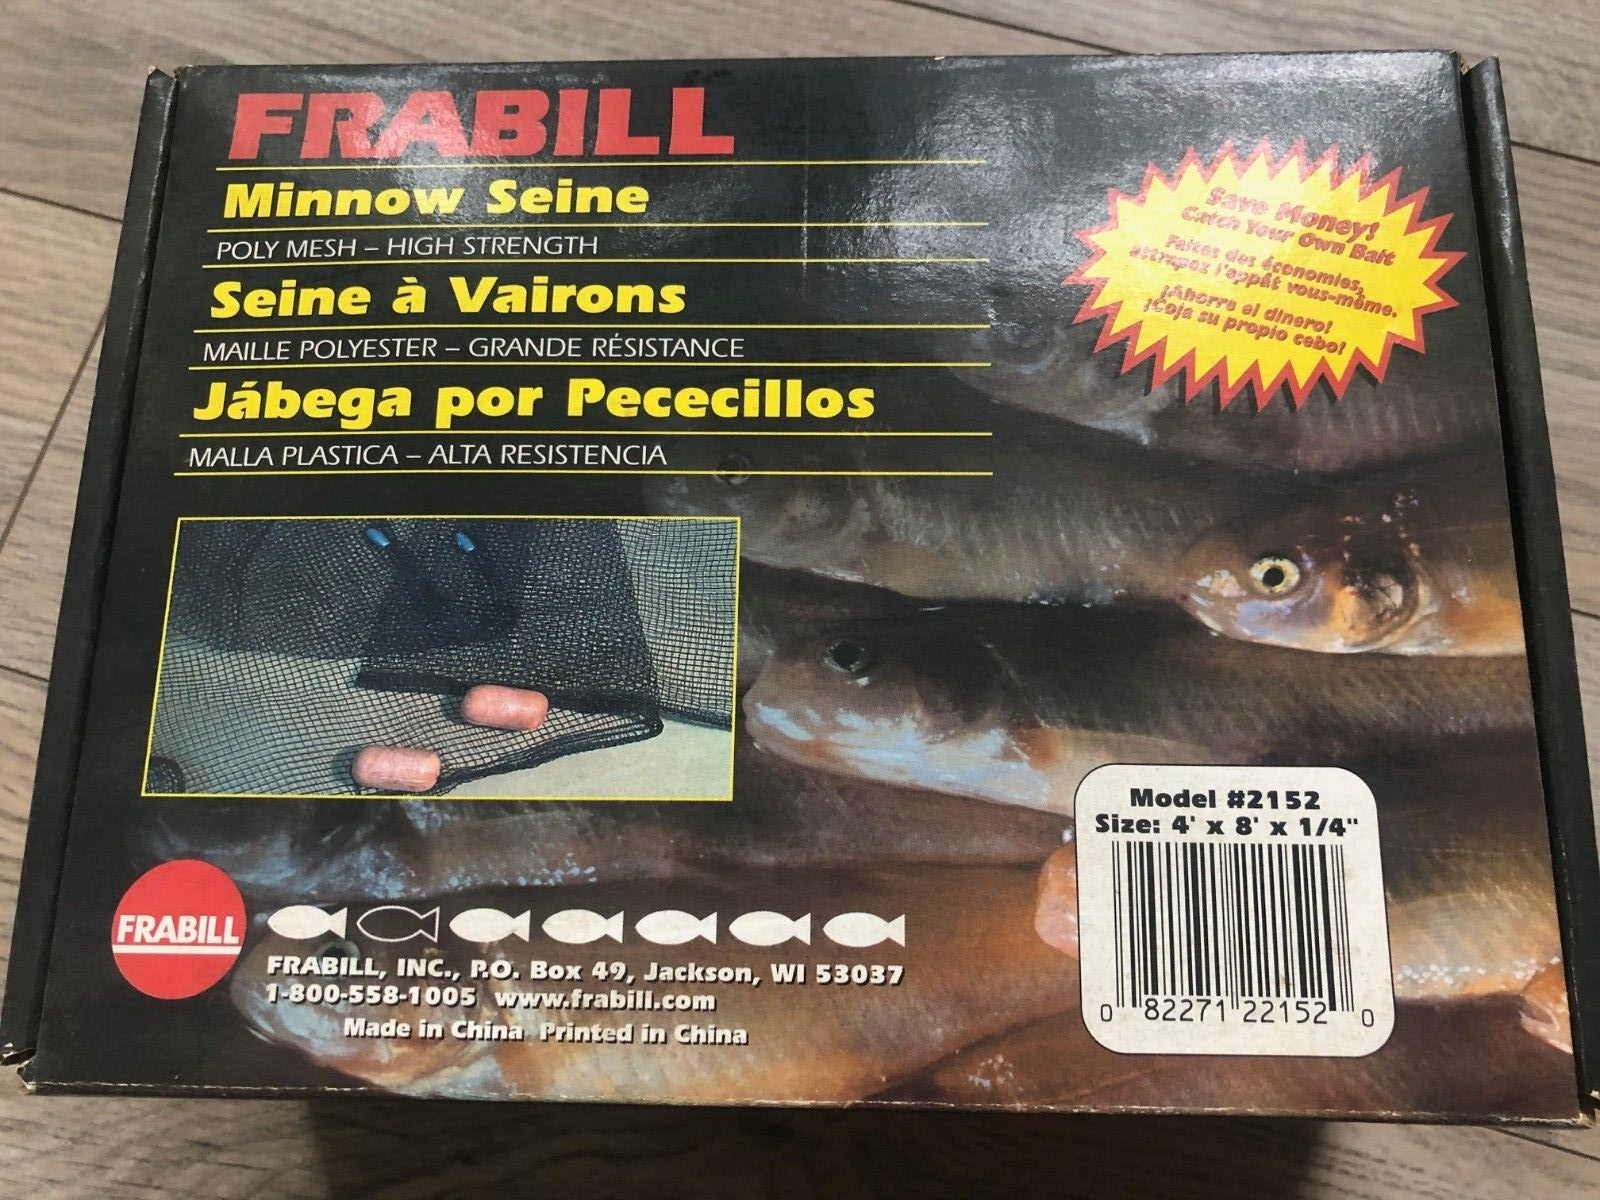 FRABILL
Minnow Seine
POLY MESH – HIGH STRENGTH
Seine à Vairons
MAILLE POLYESTER – GRANDE RÉSISTANCE
Jábega por Pececillos
MALLA PLASTICA – ALTA RESISTENCIA
Save Money!
Catch Your Own Bait
Faites des économies,
attrapez l'appât vous-même.
¡Ahorre el dinero!
¡Coja su propio cebo!
Model #2152
Size: 4' x 8' x 1/4"
0 82271 22152 0
FRABILL
FRABILL, INC., P.O. Box 49, Jackson, WI 53037
1-800-558-1005 www.frabill.com
Made in China Printed in China